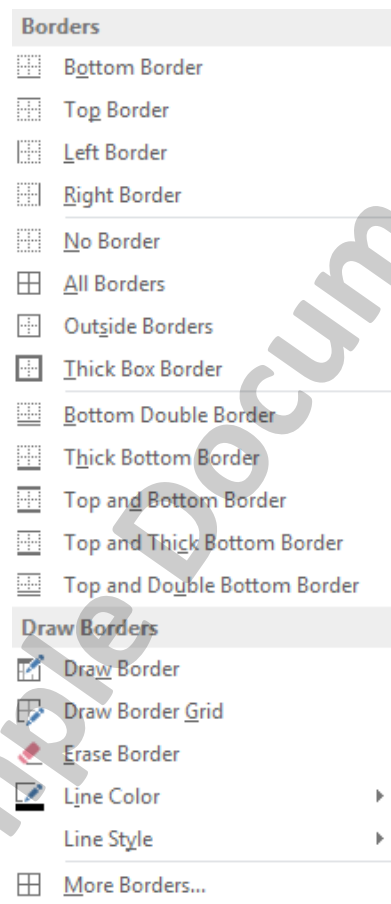 Borders
Bottom Border
Top Border
Left Border
Right Border
No Border
All Borders
Outside Borders
Thick Box Border
Bottom Double Border
Thick Bottom Border
Top and Bottom Border
Top and Thick Bottom Border
Top and Double Bottom Border
Draw Borders
Draw Border
Draw Border Grid
Erase Border
Line Color
Line Style
More Borders...